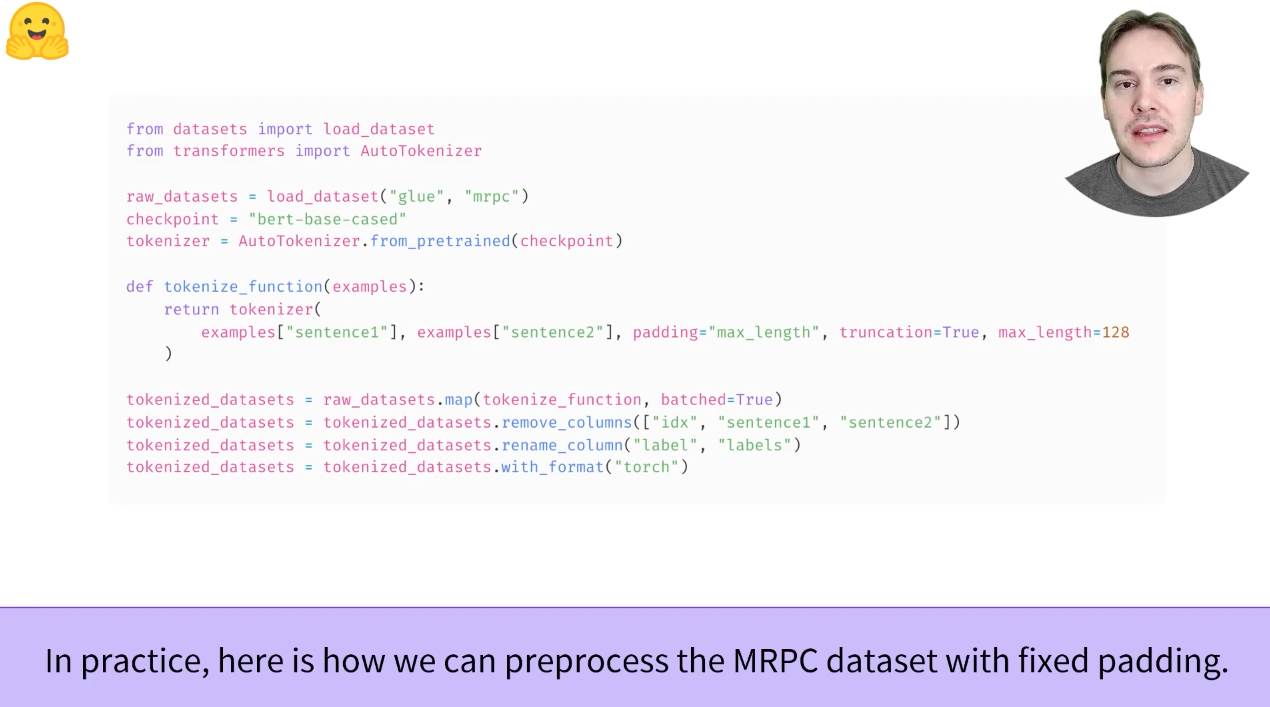 from datasets import load_dataset
from transformers import AutoTokenizer
raw_datasets = load_dataset("glue", "mrpc")
checkpoint = "bert-base-cased"
tokenizer = AutoTokenizer.from_pretrained(checkpoint)
def tokenize_function(examples):
    return tokenizer(
        examples["sentence1"], examples["sentence2"], padding="max_length", truncation=True, max_length=128
    )
tokenized_datasets = raw_datasets.map(tokenize_function, batched=True)
tokenized_datasets = tokenized_datasets.remove_columns(["idx", "sentence1", "sentence2"])
tokenized_datasets = tokenized_datasets.rename_column("label", "labels")
tokenized_datasets = tokenized_datasets.with_format("torch")
In practice, here is how we can preprocess the MRPC dataset with fixed padding.